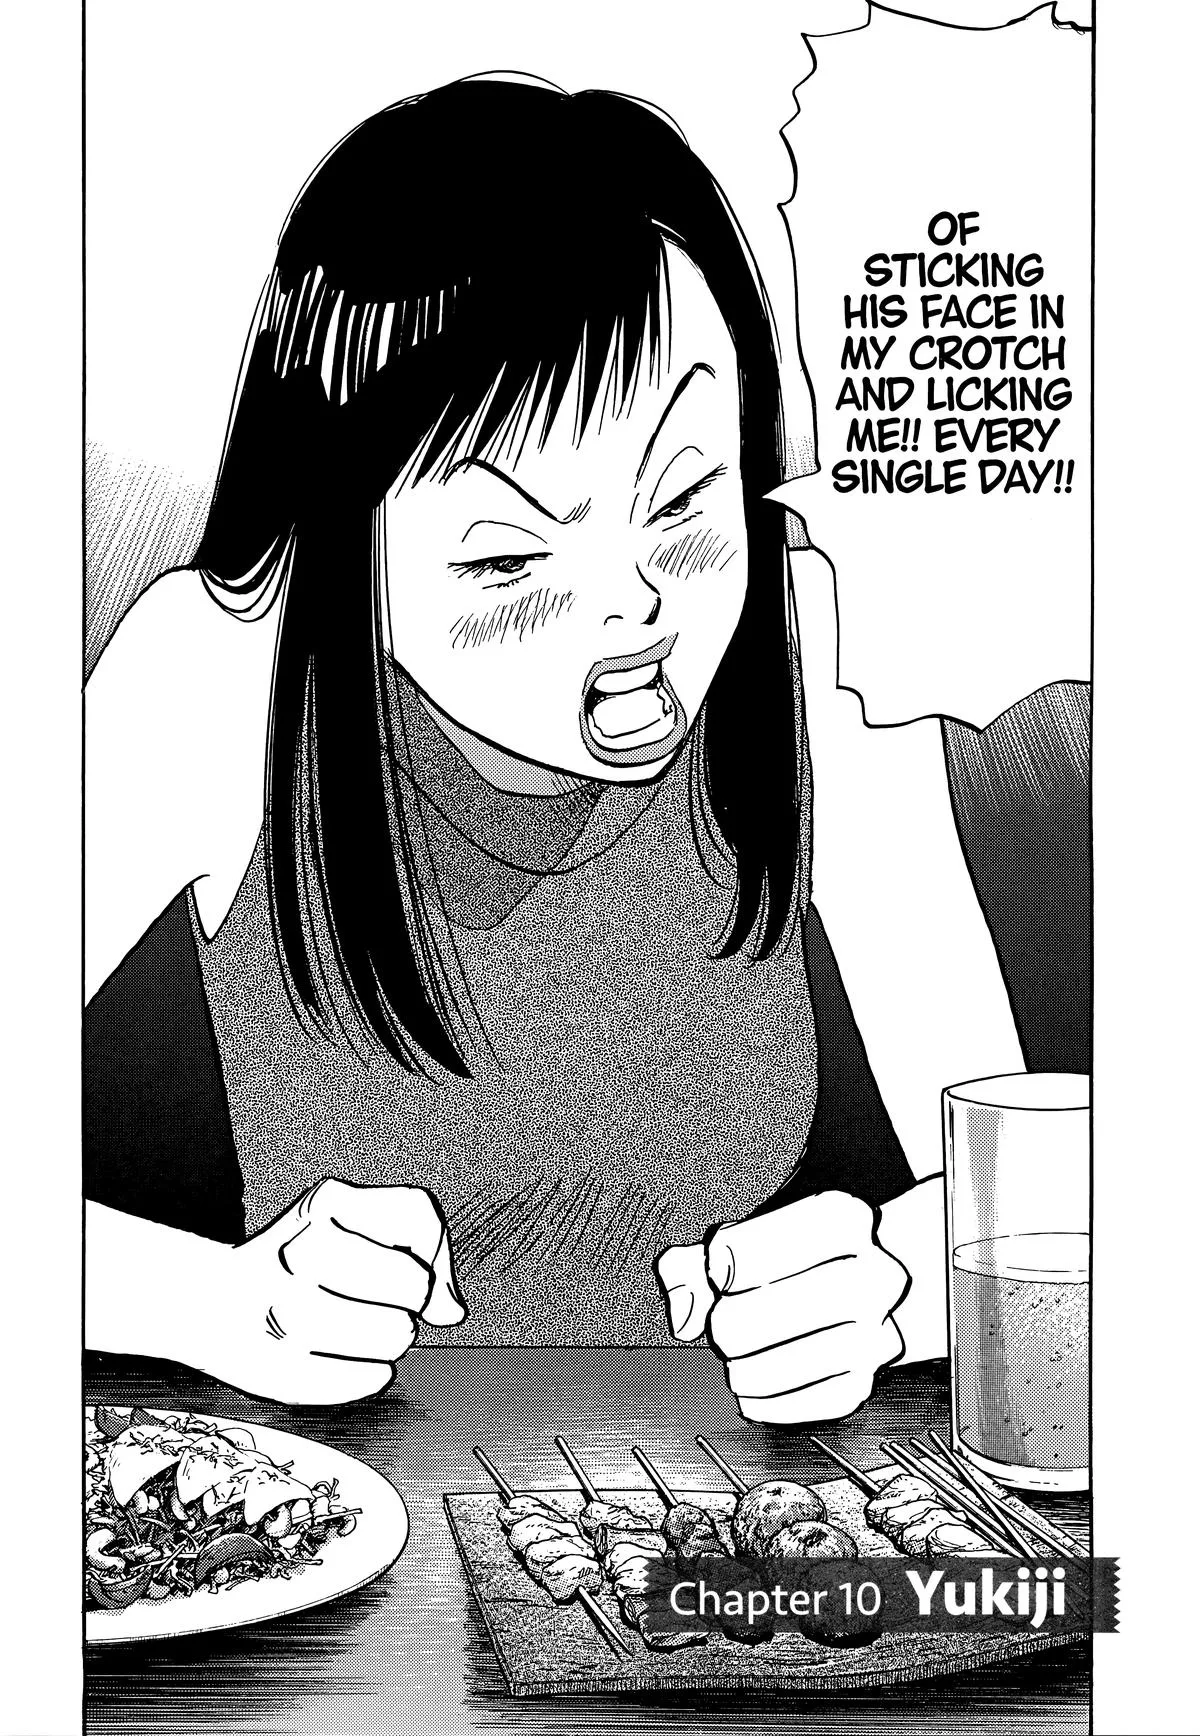 OF
STICKING
HIS FACE IN
MY CROTCH
AND LICKING
ME!! EVERY
SINGLE DAY!!
Chapter 10 Yukiji